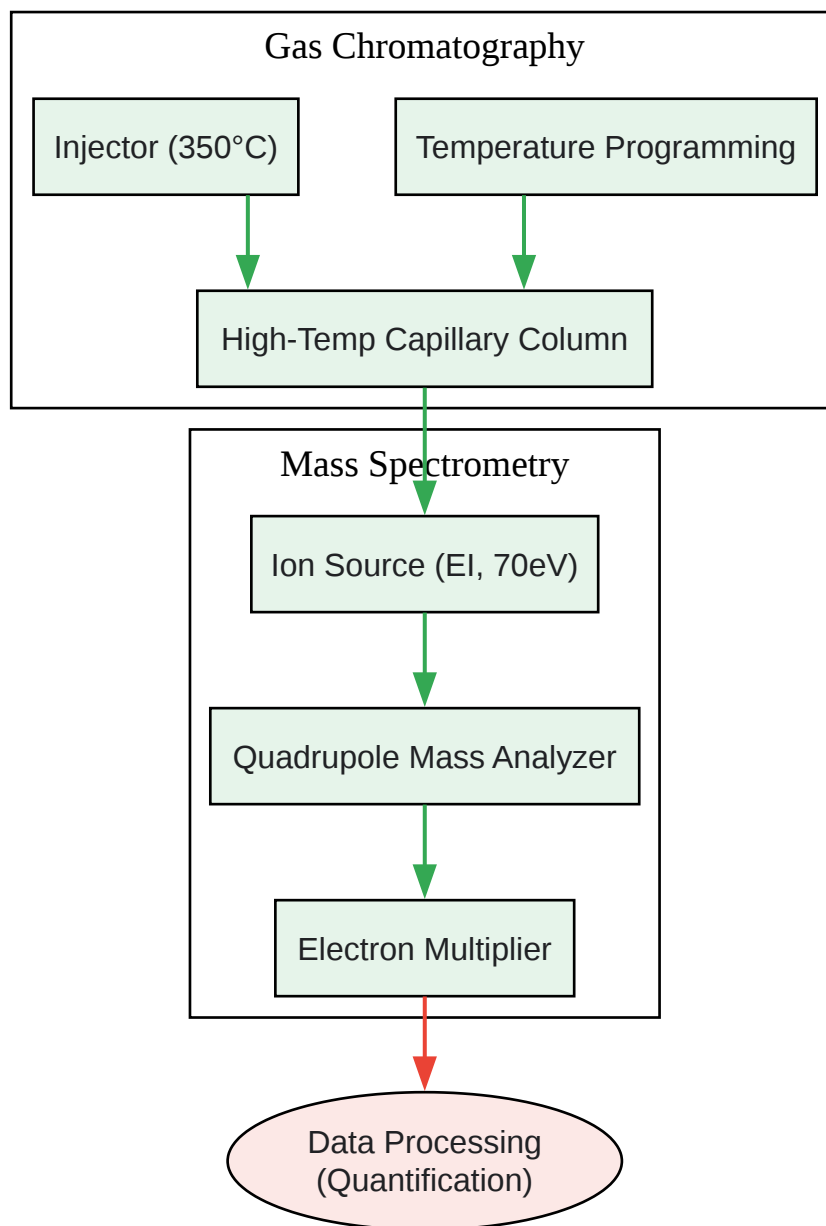 Gas Chromatography
Injector (350°C)
Temperature Programming
High-Temp Capillary Column
Mass Spectrometry
Ion Source (EI, 70eV)
Quadrupole Mass Analyzer
Electron Multiplier
Data Processing
(Quantification)